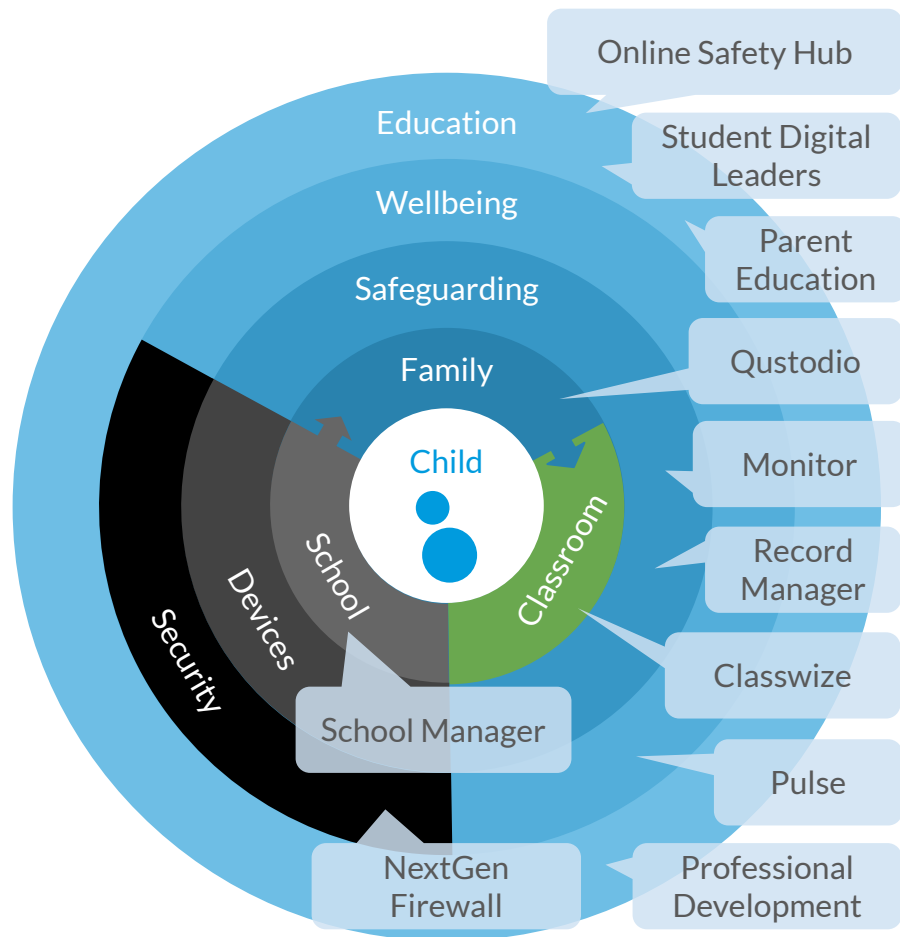 Online Safety Hub
Education
Student Digital
Leaders
Wellbeing
Parent
Education
Safeguarding
Family
Qustodio
Child
Monitor
School
Classroom
Devices
Record
Manager
Security
Classwize
School Manager
Pulse
NextGen
Firewall
Professional
Development